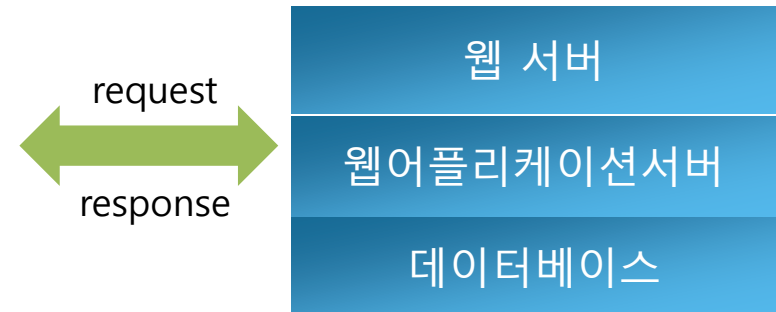 request
response
웹 서버
웹어플리케이션서버
데이터베이스